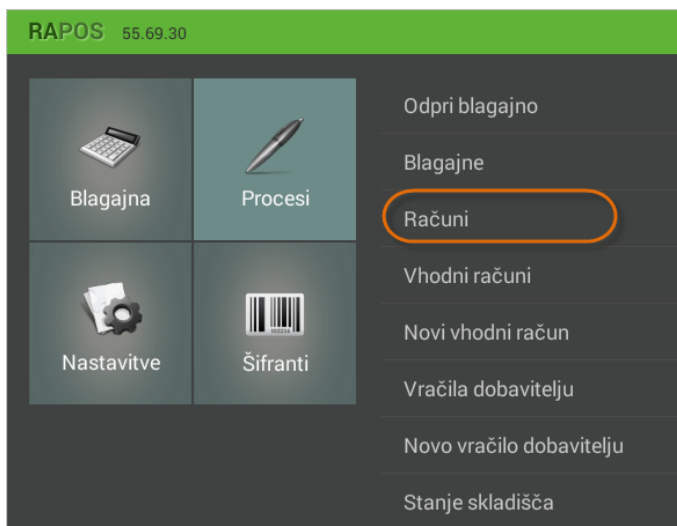 RAPOS 55.69.30
Blagajna
Procesi
Nastavitve
Šifranti
Odpri blagajno
Blagajne
Računi
Vhodni računi
Novi vhodni račun
Vračila dobavitelju
Novo vračilo dobavitelju
Stanje skladišča